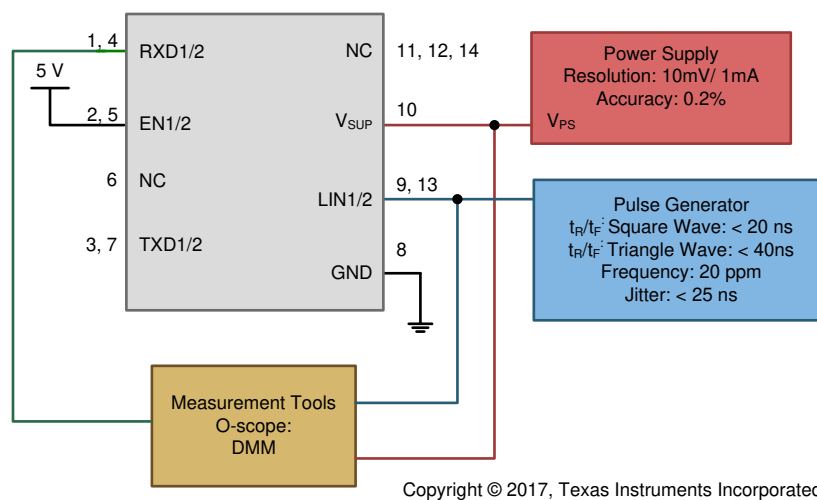 1, 4
RXD1/2
NC
11, 12, 14
Power Supply
Resolution: 10mV/ 1mA
Accuracy: 0.2%
5 V
10
2, 5
EN1/2
VSUP
VPS
6
NC
9, 13
LIN1/2
Pulse Generator
tR/tF: Square Wave: < 20 ns
tR/tF: Triangle Wave: < 40ns
Frequency: 20 ppm
Jitter: < 25 ns
3, 7
TXD1/2
8
GND
Measurement Tools
O-scope:
DMM
Copyright © 2017, Texas Instruments Incorporated